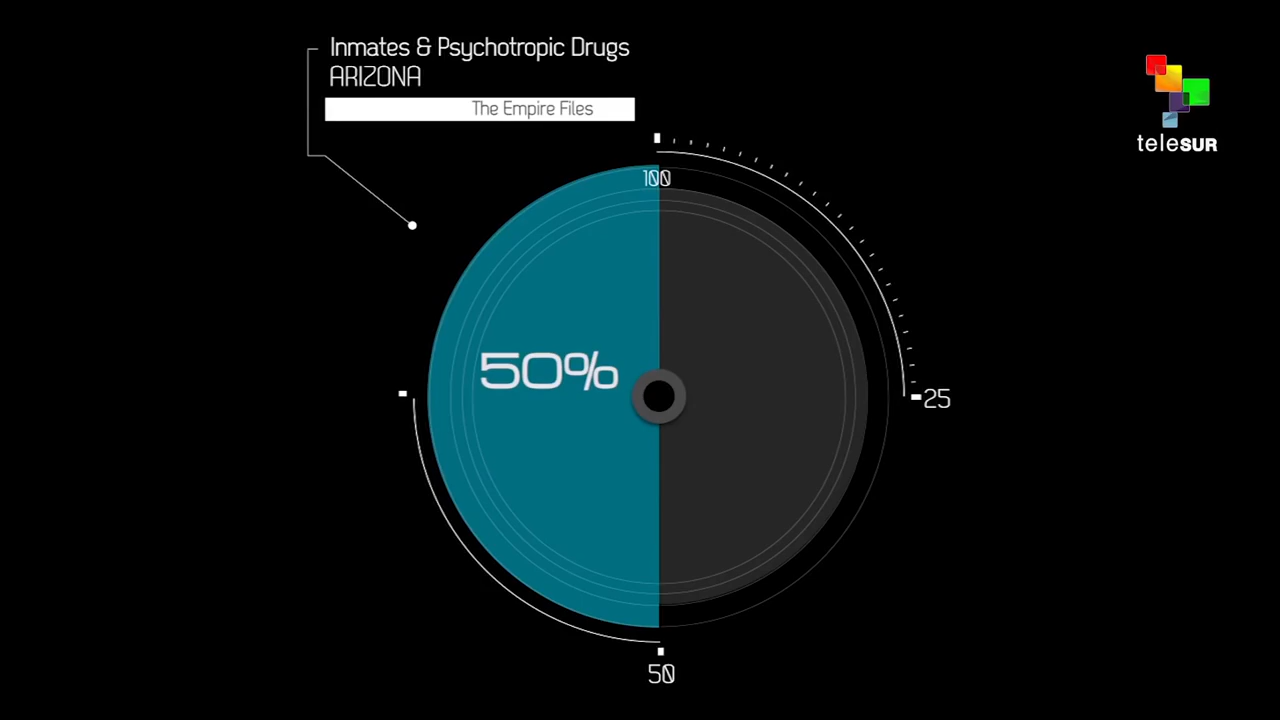 Inmates & Psychotropic Drugs
ARIZONA
The Empire Files
teleSUR
100
50%
25
50